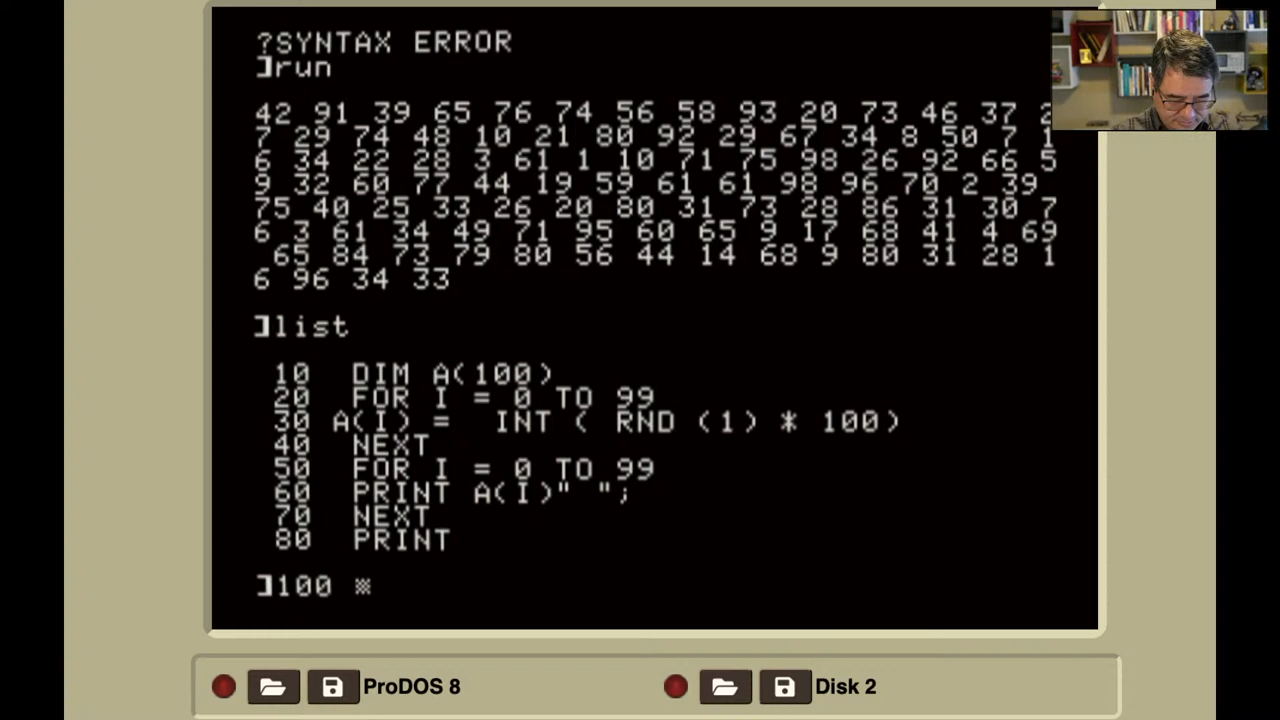 ?SYNTAX ERROR
]run
42 91 39 65 76 74 56 58 93 20 73 46 37
7 29 74 48 10 21 80 92 29 67 34 8 50 7 1
6 34 22 28 3 61 1 10 71 75 98 26 92 66 5
9 32 60 77 44 19 59 61 61 98 96 70 2 39
75 40 25 33 26 20 80 31 73 28 86 31 30 7
6 3 61 34 49 71 95 60 65 9 17 68 41 4 69
65 84 73 79 80 56 44 14 68 9 80 31 28 1
6 96 34 33
]list
10 DIM A(100)
20 FOR I = 0 TO 99
30 A(I) = INT ( RND (1) * 100)
40 NEXT
50 FOR I = 0 TO 99
60 PRINT A(I)" ";
70 NEXT
80 PRINT
]100
ProDOS 8
Disk 2